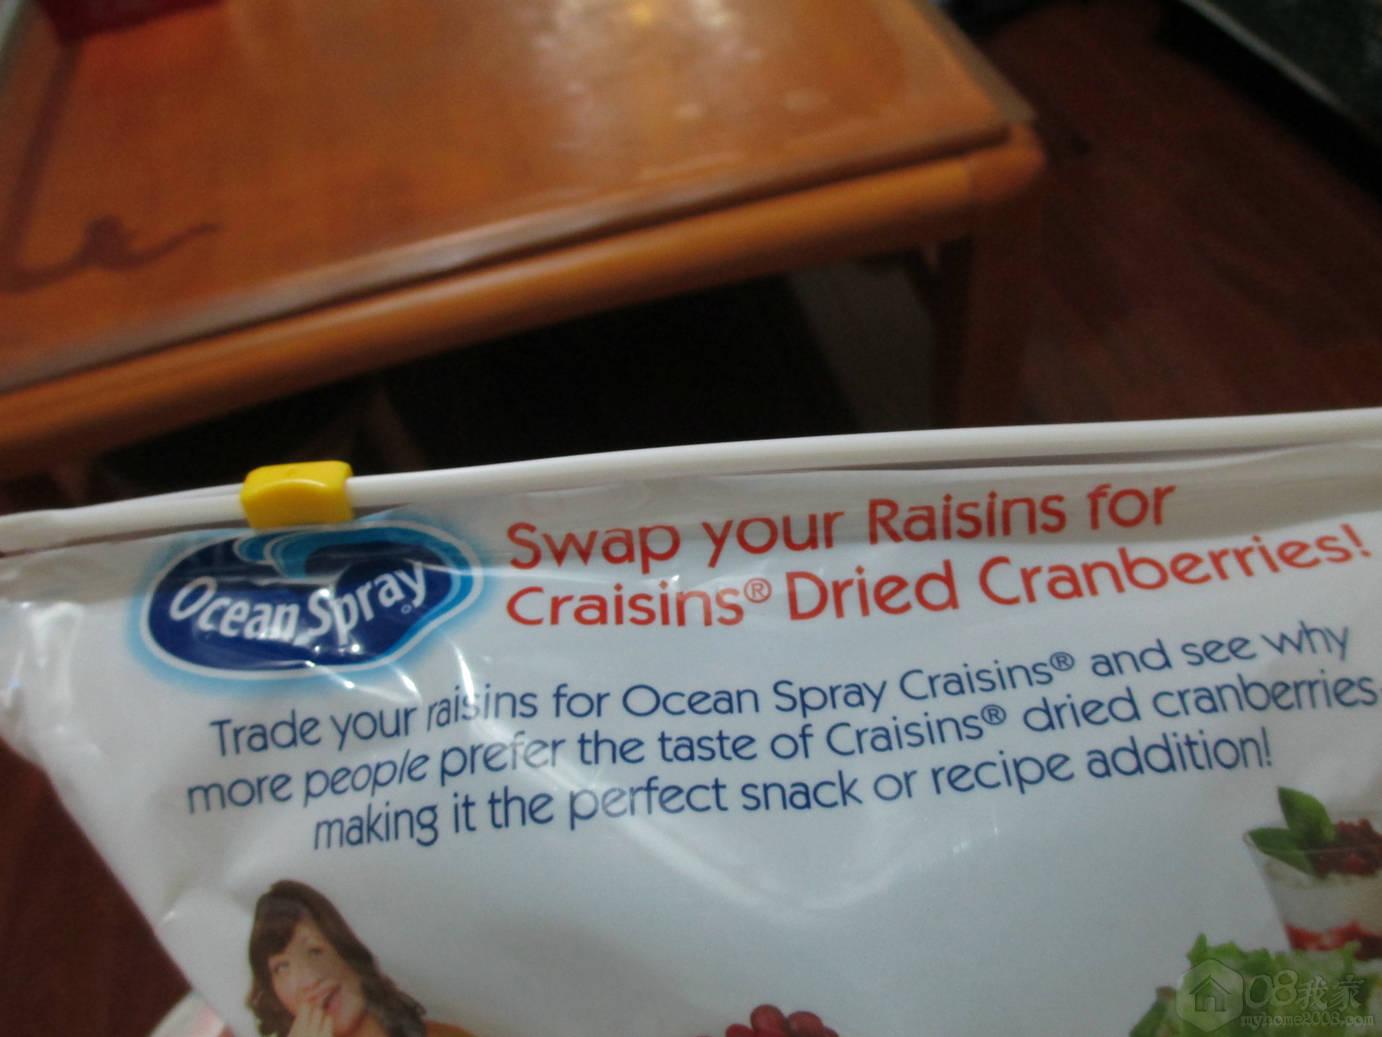 Ocean Spray
Swap your Raisins for
Craisins® Dried Cranberries!
Trade your raisins for Ocean Spray Craisins® and see why
more people prefer the taste of Craisins® dried cranberries-
making it the perfect snack or recipe addition!
08我家
myhome2008.com